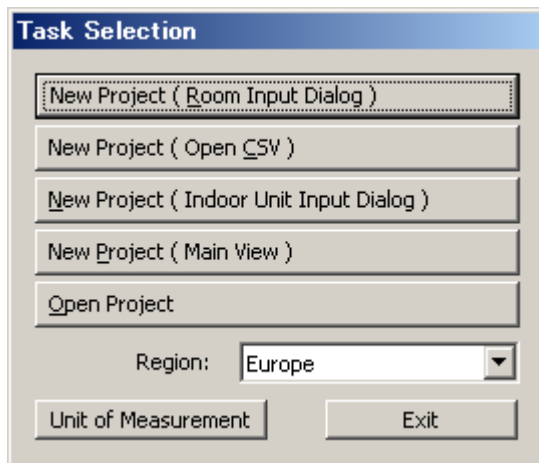 Task Selection
New Project ( Room Input Dialog )
New Project ( Open CSV )
New Project ( Indoor Unit Input Dialog )
New Project ( Main View )
Open Project
Region: Europe
Unit of Measurement Exit